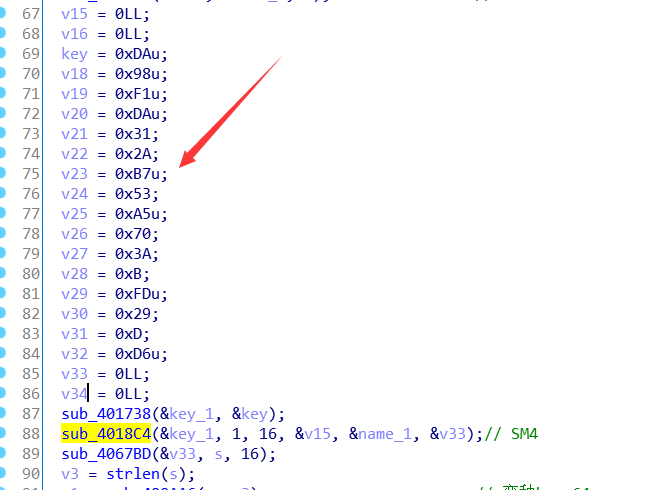 67 v15 = 0LL;
68 v16 = 0LL;
69 key = 0xDAu;
70 v18 = 0x98u;
71 v19 = 0xF1u;
72 v20 = 0xDAu;
73 v21 = 0x31;
74 v22 = 0x2A;
75 v23 = 0xB7u;
76 v24 = 0x53;
77 v25 = 0xA5u;
78 v26 = 0x70;
79 v27 = 0x3A;
80 v28 = 0xB;
81 v29 = 0xFDu;
82 v30 = 0x29;
83 v31 = 0xD;
84 v32 = 0xD6u;
85 v33 = 0LL;
86 v34 = 0LL;
87 sub_401738(&key_1, &key);
88 sub_4018C4(&key_1, 1, 16, &v15, &name_1, &v33);// SM4
89 sub_4067BD(&v33, s, 16);
90 v3 = strlen(s);